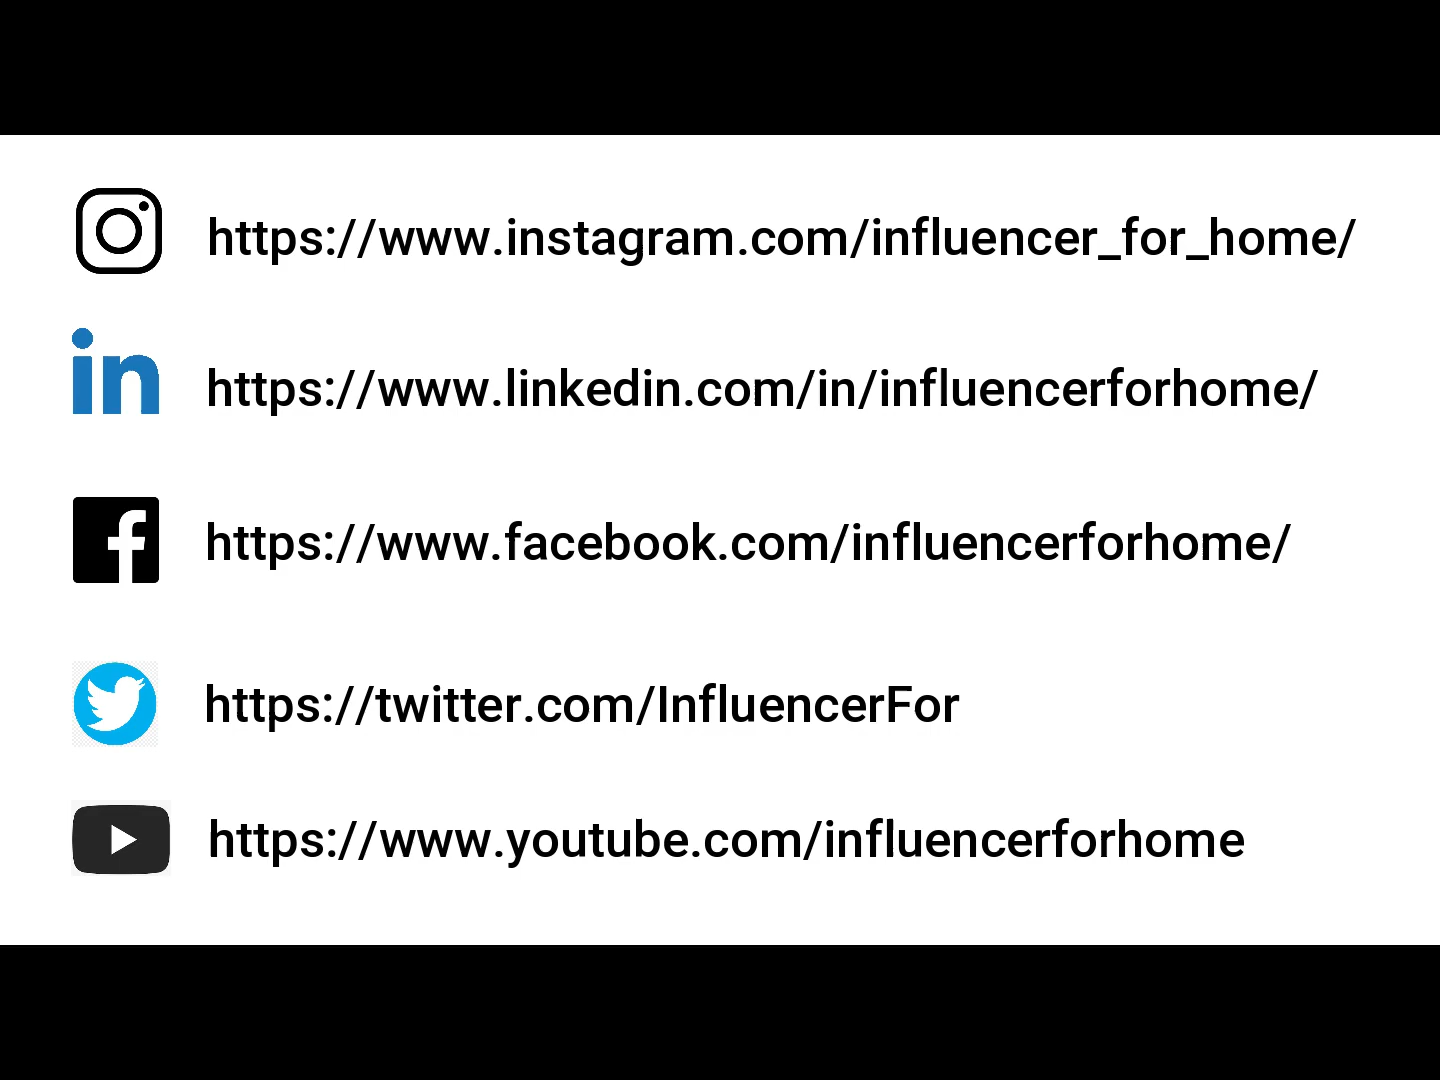 https://www.instagram.com/influencer_for_home/
https://www.linkedin.com/in/influencerforhome/
https://www.facebook.com/influencerforhome/
https://twitter.com/InfluencerFor
https://www.youtube.com/influencerforhome